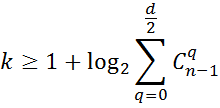 k ≥ 1 + log₂ ∑_{q=0}^{d/2} C_{n−1}^{q}